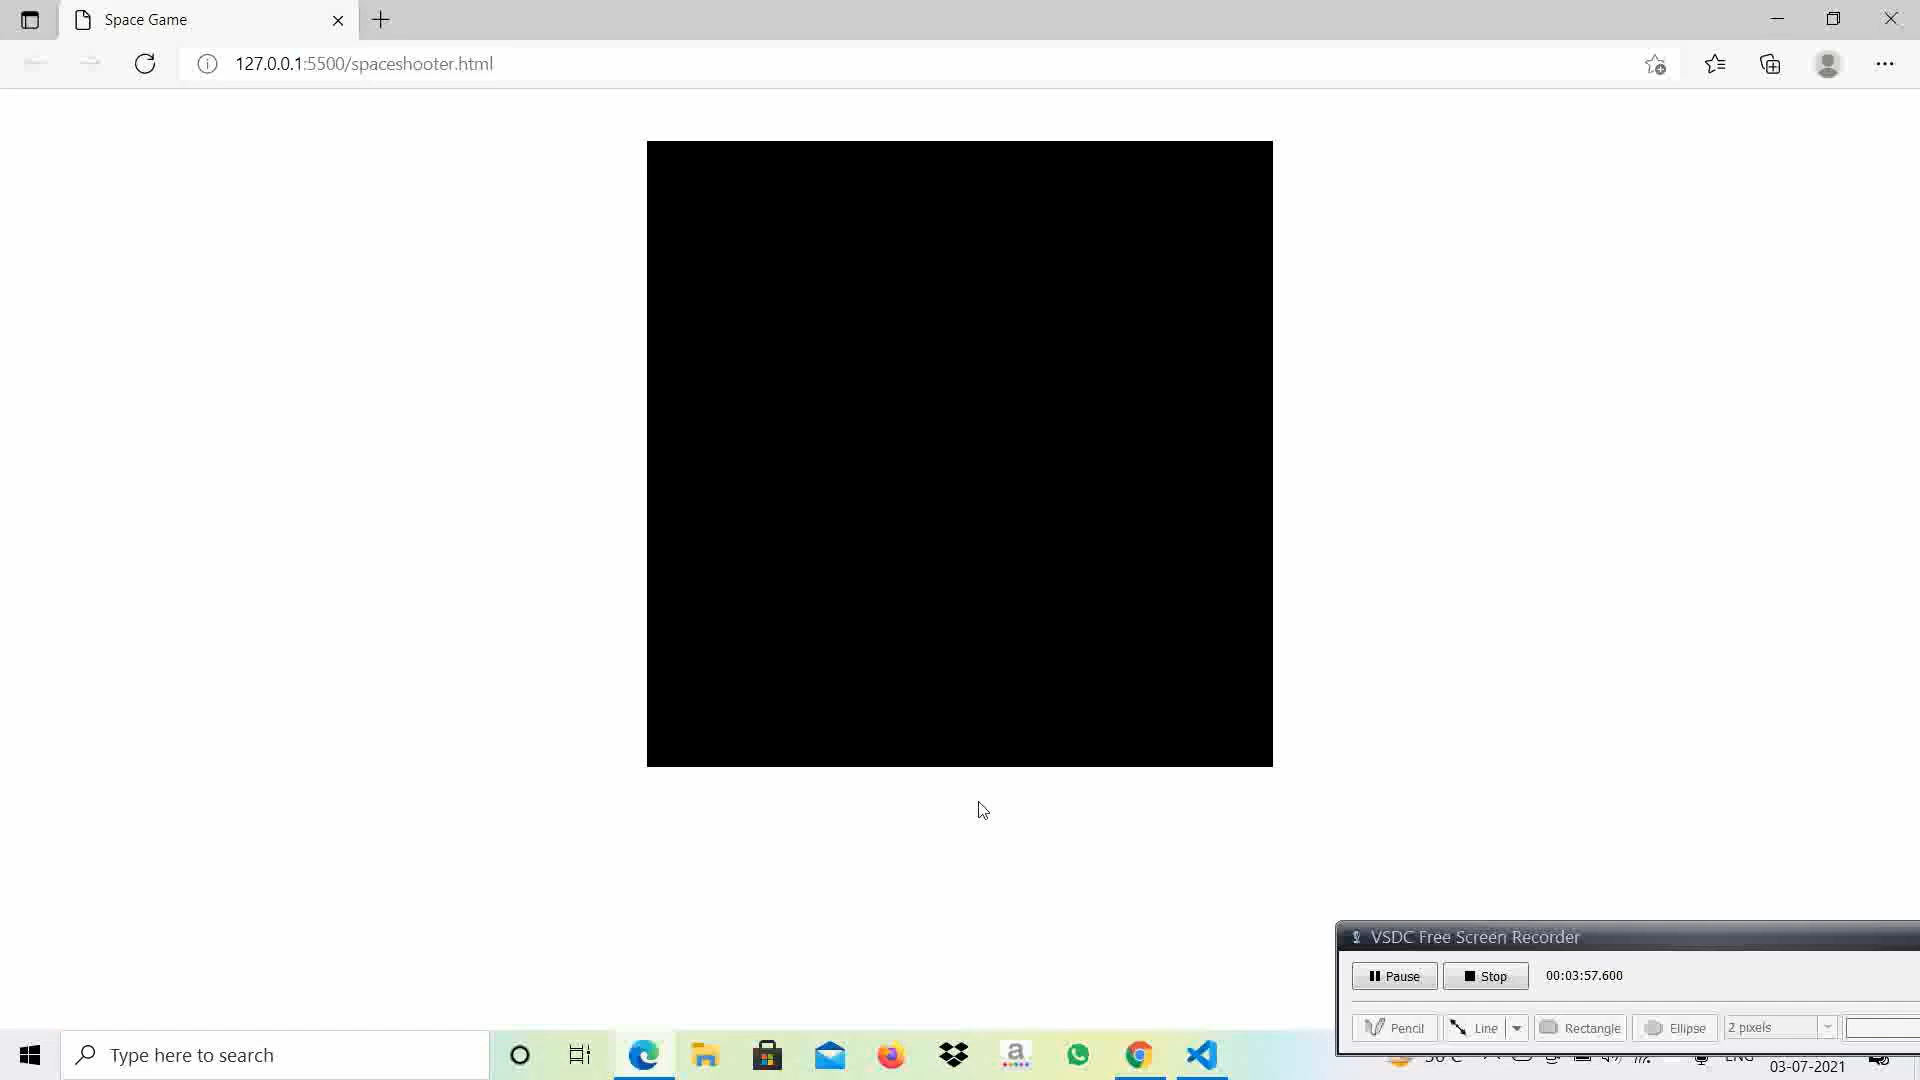 Space Game
127.0.0.1:5500/spaceshooter.html
VSDC Free Screen Recorder
Pause
Stop
00:03:57.600
Pencil
Line
Rectangle
Ellipse
2 pixels
Type here to search
a
ENG
03-07-2021